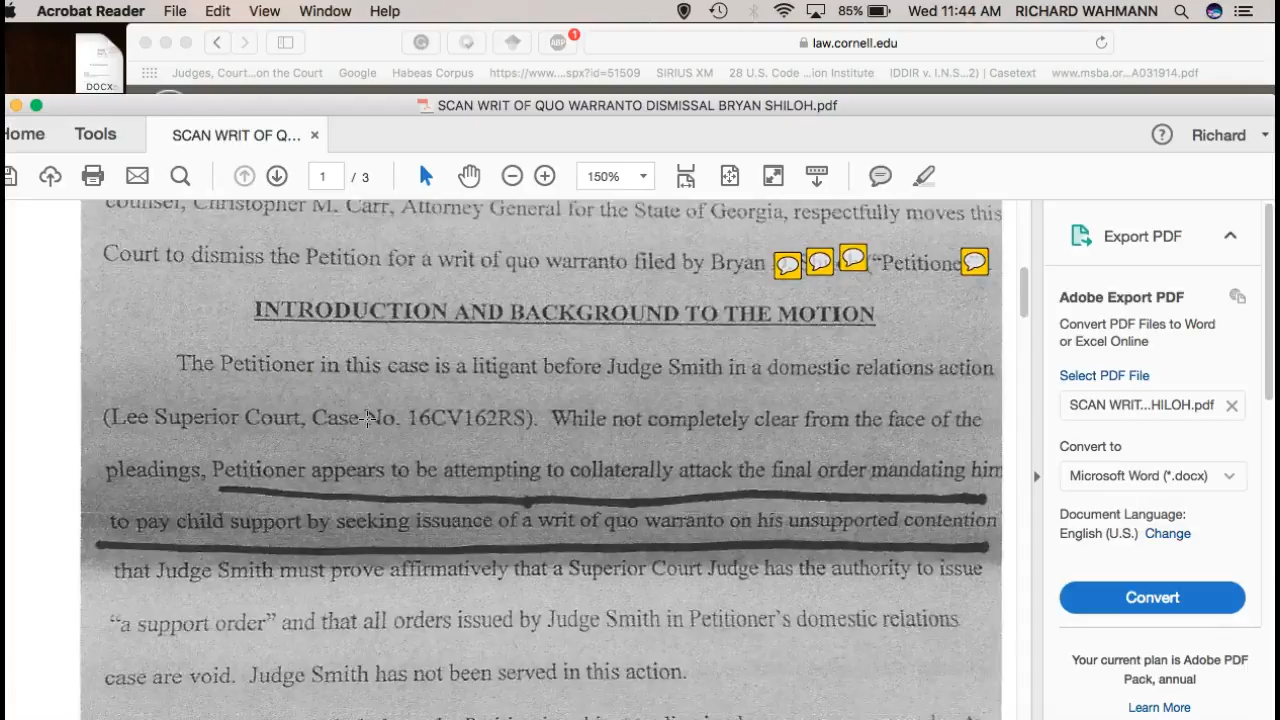 Acrobat Reader File Edit View Window Help 85% Wed 11:44 AM RICHARD WAHMANN
law.cornell.edu
1
ABP
DOCX
Judges, Court...on the Court Google Habeas Corpus https://www....spx?id=51509 SIRIUS XM 28 U.S. Code ...ion Institute IDDIR v. I.N.S...2) | Casetext www.msba.or...A031914.pdf
SCAN WRIT OF QUO WARRANTO DISMISSAL BRYAN SHILOH.pdf
Home Tools SCAN WRIT OF Q... × ? Richard
1 / 3 150%
counsel, Christopher M. Carr, Attorney General for the State of Georgia, respectfully moves this
Court to dismiss the Petition for a writ of quo warranto filed by Bryan ("Petitione
INTRODUCTION AND BACKGROUND TO THE MOTION
The Petitioner in this case is a litigant before Judge Smith in a domestic relations action
(Lee Superior Court, Case No. 16CV162RS). While not completely clear from the face of the
pleadings, Petitioner appears to be attempting to collaterally attack the final order mandating him
to pay child support by seeking issuance of a writ of quo warranto on his unsupported contention
that Judge Smith must prove affirmatively that a Superior Court Judge has the authority to issue
"a support order" and that all orders issued by Judge Smith in Petitioner's domestic relations
case are void. Judge Smith has not been served in this action.
Export PDF
Adobe Export PDF
Convert PDF Files to Word
or Excel Online
Select PDF File
SCAN WRIT...HILOH.pdf ×
Convert to
Microsoft Word (*.docx)
Document Language:
English (U.S.) Change
Convert
Your current plan is Adobe PDF
Pack, annual
Learn More